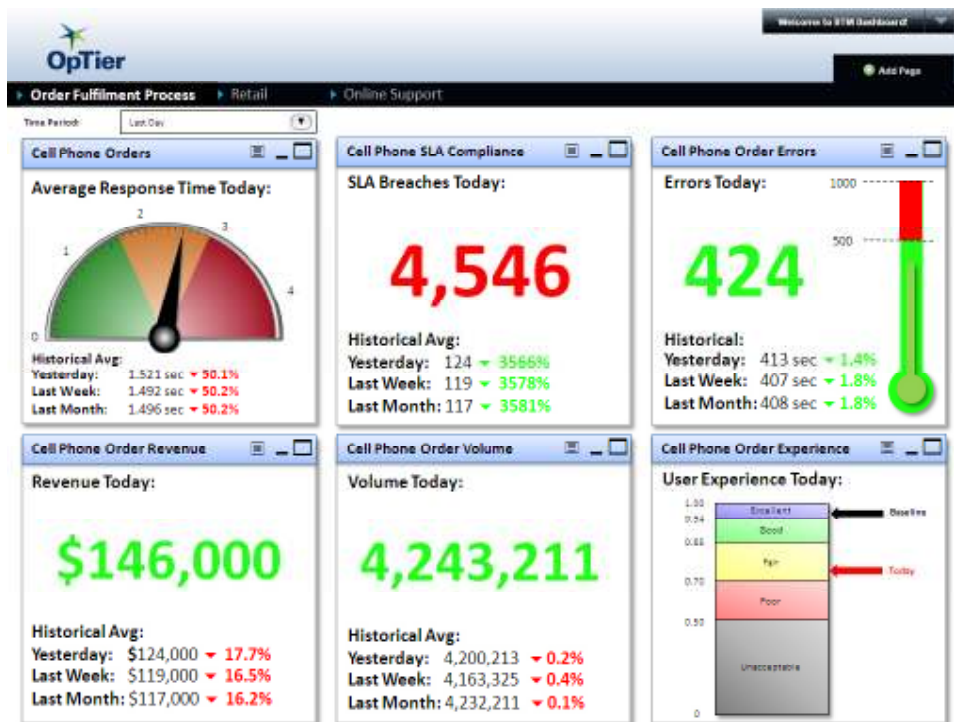 Welcome to BTM Dashboard!
OpTier
Add Page
Order Fulfilment Process
Retail
Online Support
Time Period:
Last Day
Cell Phone Orders
Average Response Time Today:
0
1
2
3
4
Historical Avg:
Yesterday: 1.521 sec 50.1%
Last Week: 1.492 sec 50.2%
Last Month: 1.496 sec 50.2%
Cell Phone SLA Compliance
SLA Breaches Today:
4,546
Historical Avg:
Yesterday: 124 3566%
Last Week: 119 3578%
Last Month: 117 3581%
Cell Phone Order Errors
Errors Today:
1000
500
424
Historical:
Yesterday: 413 sec 1.4%
Last Week: 407 sec 1.8%
Last Month: 408 sec 1.8%
Cell Phone Order Revenue
Revenue Today:
$146,000
Historical Avg:
Yesterday: $124,000 17.7%
Last Week: $119,000 16.5%
Last Month: $117,000 16.2%
Cell Phone Order Volume
Volume Today:
4,243,211
Historical Avg:
Yesterday: 4,200,213 0.2%
Last Week: 4,163,325 0.4%
Last Month: 4,232,211 0.1%
Cell Phone Order Experience
User Experience Today:
1.00
Excellent
Baseline
0.94
Good
Fair
Today
0.70
Poor
0.50
Unacceptable
0